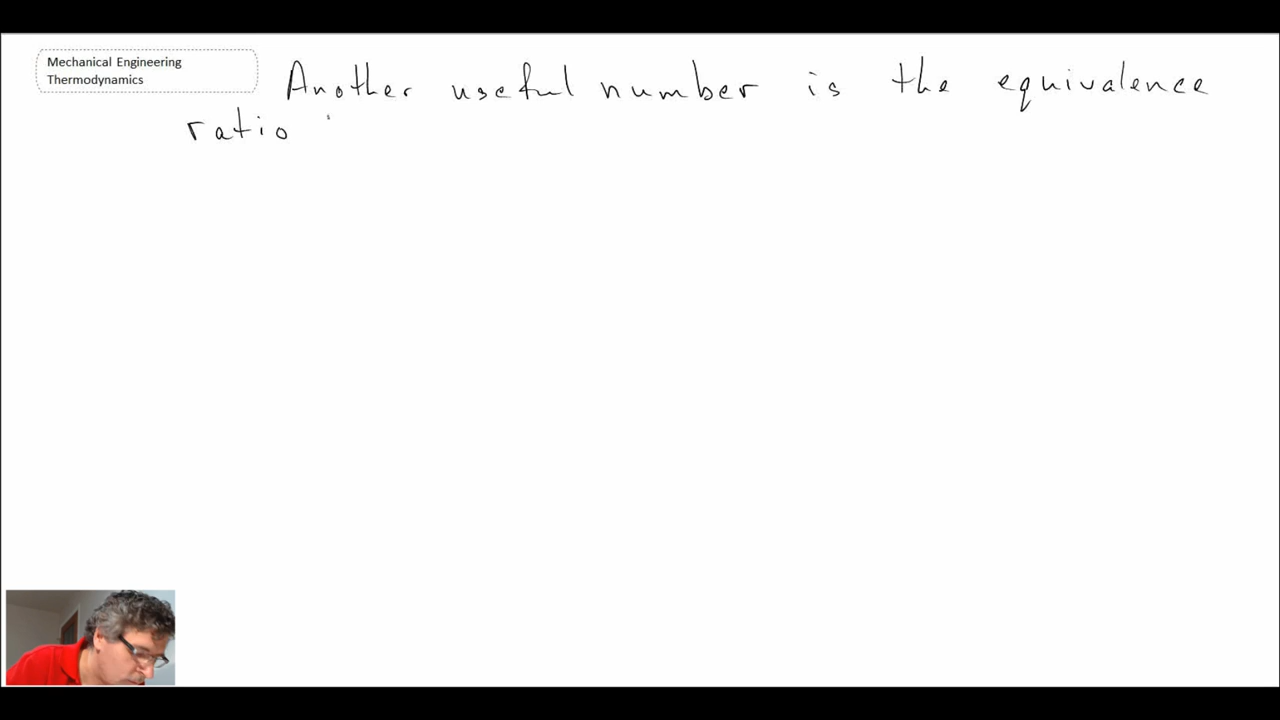 Mechanical Engineering
Thermodynamics
Another useful number is the equivalence
ratio